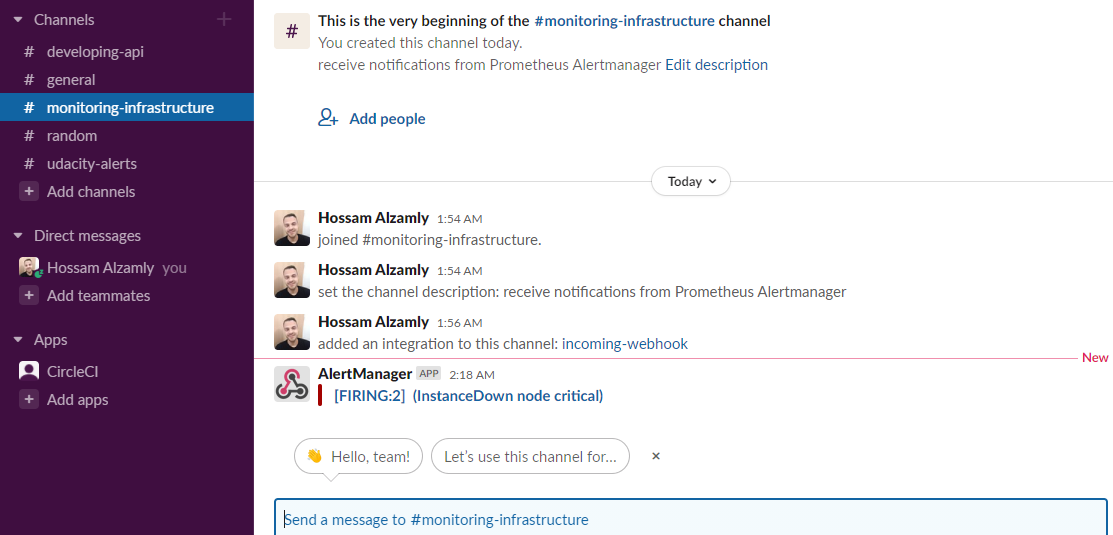 Channels
# developing-api
# general
# monitoring-infrastructure
# random
# udacity-alerts
+ Add channels
Direct messages
Hossam Alzamly you
+ Add teammates
Apps
CircleCI
+ Add apps
#
This is the very beginning of the #monitoring-infrastructure channel
You created this channel today.
receive notifications from Prometheus Alertmanager Edit description
Add people
Today
Hossam Alzamly 1:54 AM
joined #monitoring-infrastructure.
Hossam Alzamly 1:54 AM
set the channel description: receive notifications from Prometheus Alertmanager
Hossam Alzamly 1:56 AM
added an integration to this channel: incoming-webhook
New
AlertManager APP 2:18 AM
[FIRING:2] (InstanceDown node critical)
👋 Hello, team!
Let's use this channel for...
Send a message to #monitoring-infrastructure